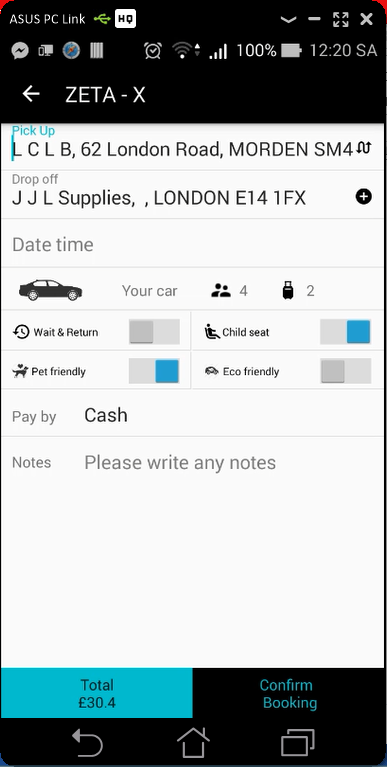 ASUS PC Link HQ
100% 12:20 SA
ZETA - X
Pick Up
L C L B, 62 London Road, MORDEN SM4
Drop off
J J L Supplies, , LONDON E14 1FX
Date time
Your car 4 2
Wait & Return Child seat
Pet friendly Eco friendly
Pay by Cash
Notes Please write any notes
Total
£30.4
Confirm
Booking